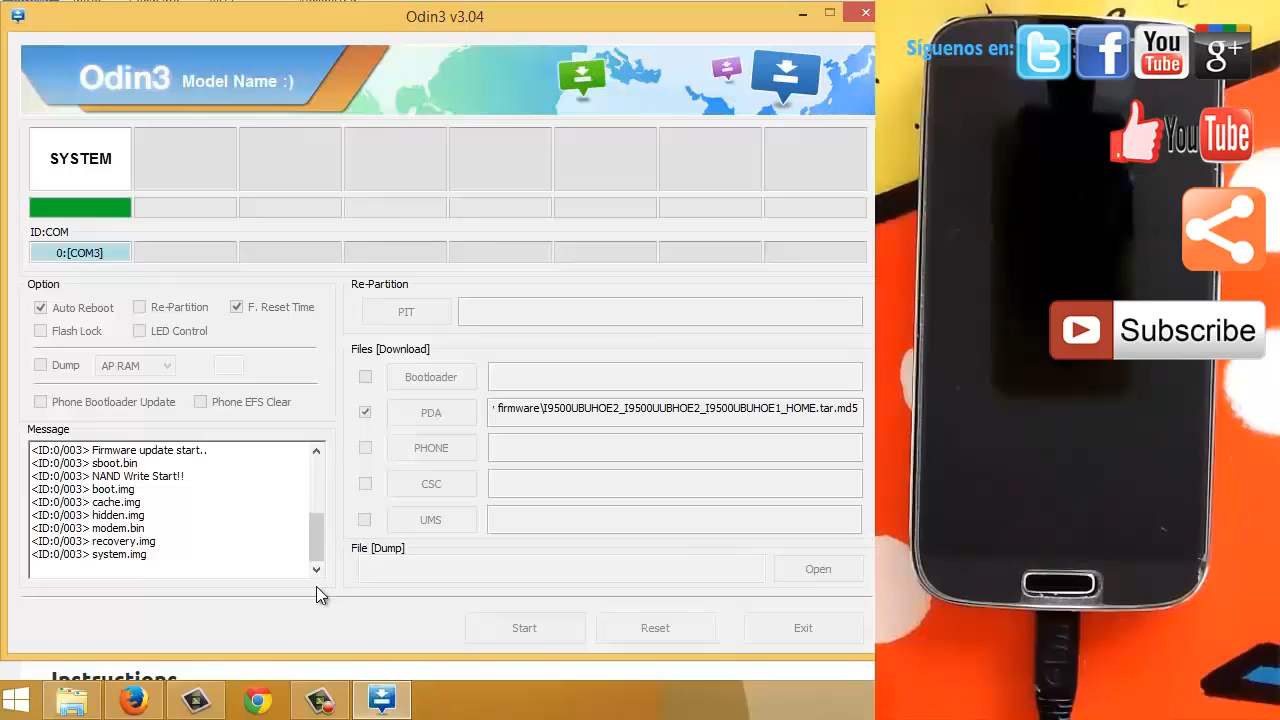 Odin3 v3.04
Odin3 Model Name :)
SYSTEM
ID:COM
0:[COM3]
Option
Auto Reboot
Re-Partition
F. Reset Time
Flash Lock
LED Control
Dump
AP RAM
Phone Bootloader Update
Phone EFS Clear
Message
<ID:0/003> Firmware update start..
<ID:0/003> sboot.bin
<ID:0/003> NAND Write Start!!
<ID:0/003> boot.img
<ID:0/003> cache.img
<ID:0/003> hidden.img
<ID:0/003> modem.bin
<ID:0/003> recovery.img
<ID:0/003> system.img
Re-Partition
PIT
Files [Download]
Bootloader
PDA
firmware\I9500UBUHOE2_I9500UUBHOE2_I9500UBUHOE1_HOME.tar.md5
PHONE
CSC
UMS
File [Dump]
Open
Start
Reset
Exit
Instructions
Síguenos en:
You
Tube
g+
YouTube
Subscribe